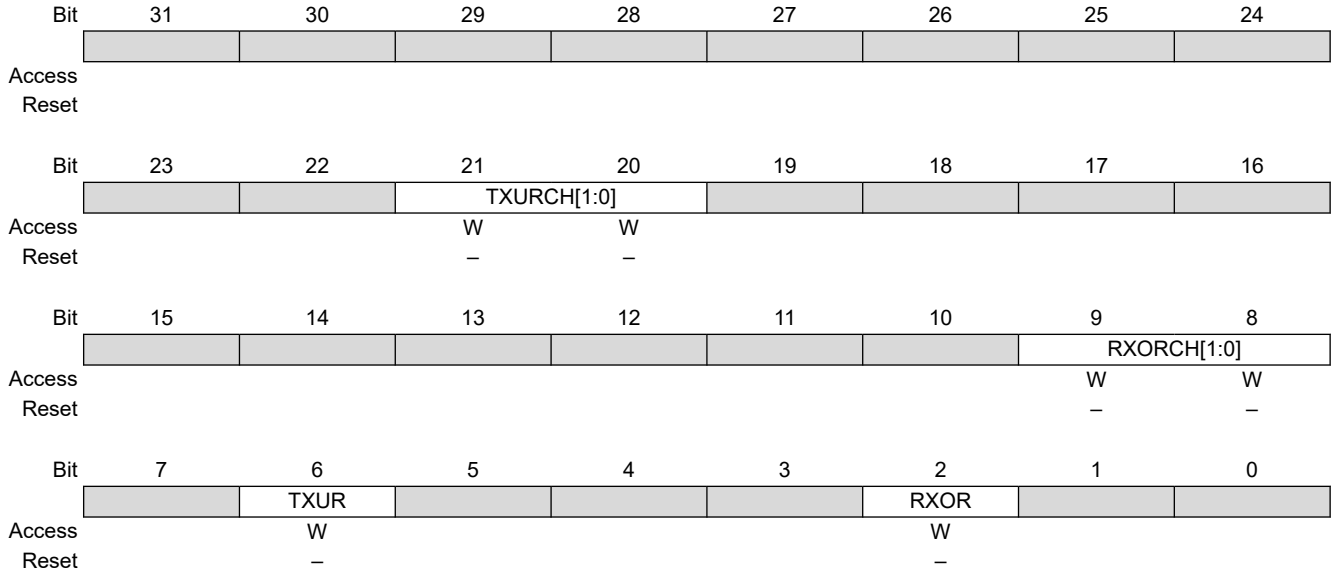 Bit 31 30 29 28 27 26 25 24
Access
Reset
Bit 23 22 21 20 19 18 17 16
TXURCH[1:0]
Access W W
Reset – –
Bit 15 14 13 12 11 10 9 8
RXORCH[1:0]
Access W W
Reset – –
Bit 7 6 5 4 3 2 1 0
TXUR RXOR
Access W W
Reset – –